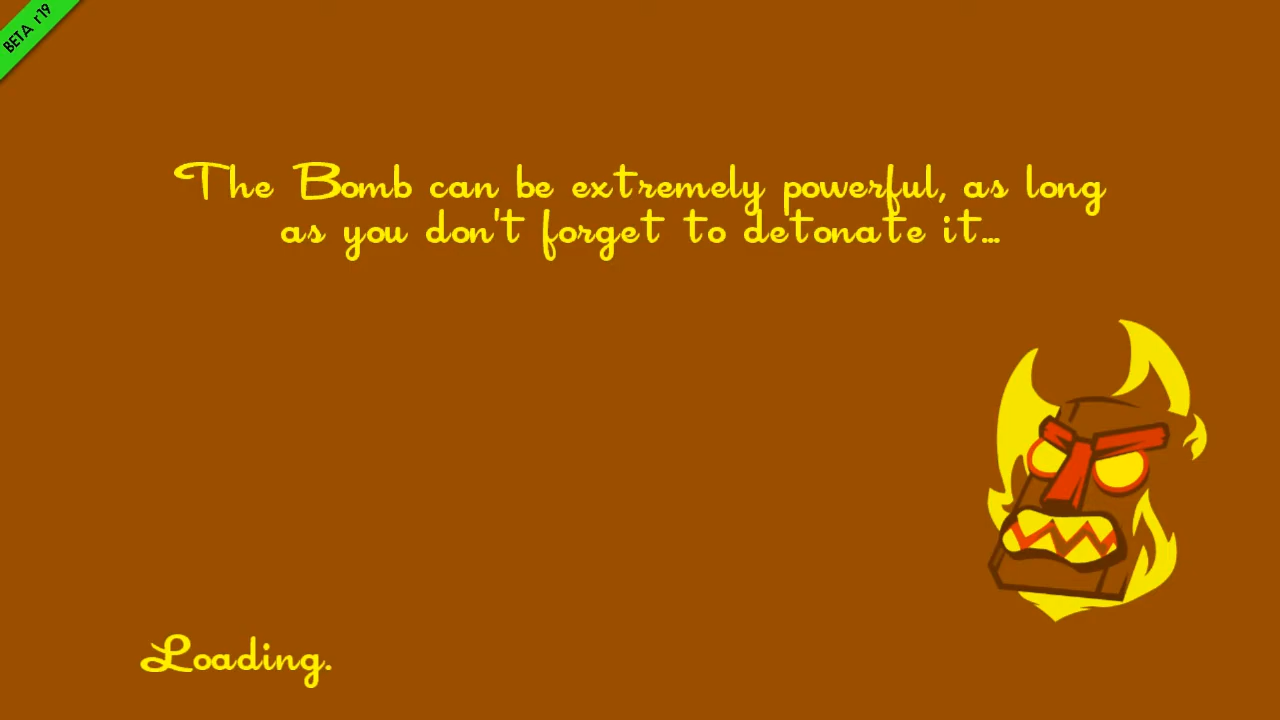 BETA r19
The Bomb can be extremely powerful, as long
as you don't forget to detonate it...
Loading.